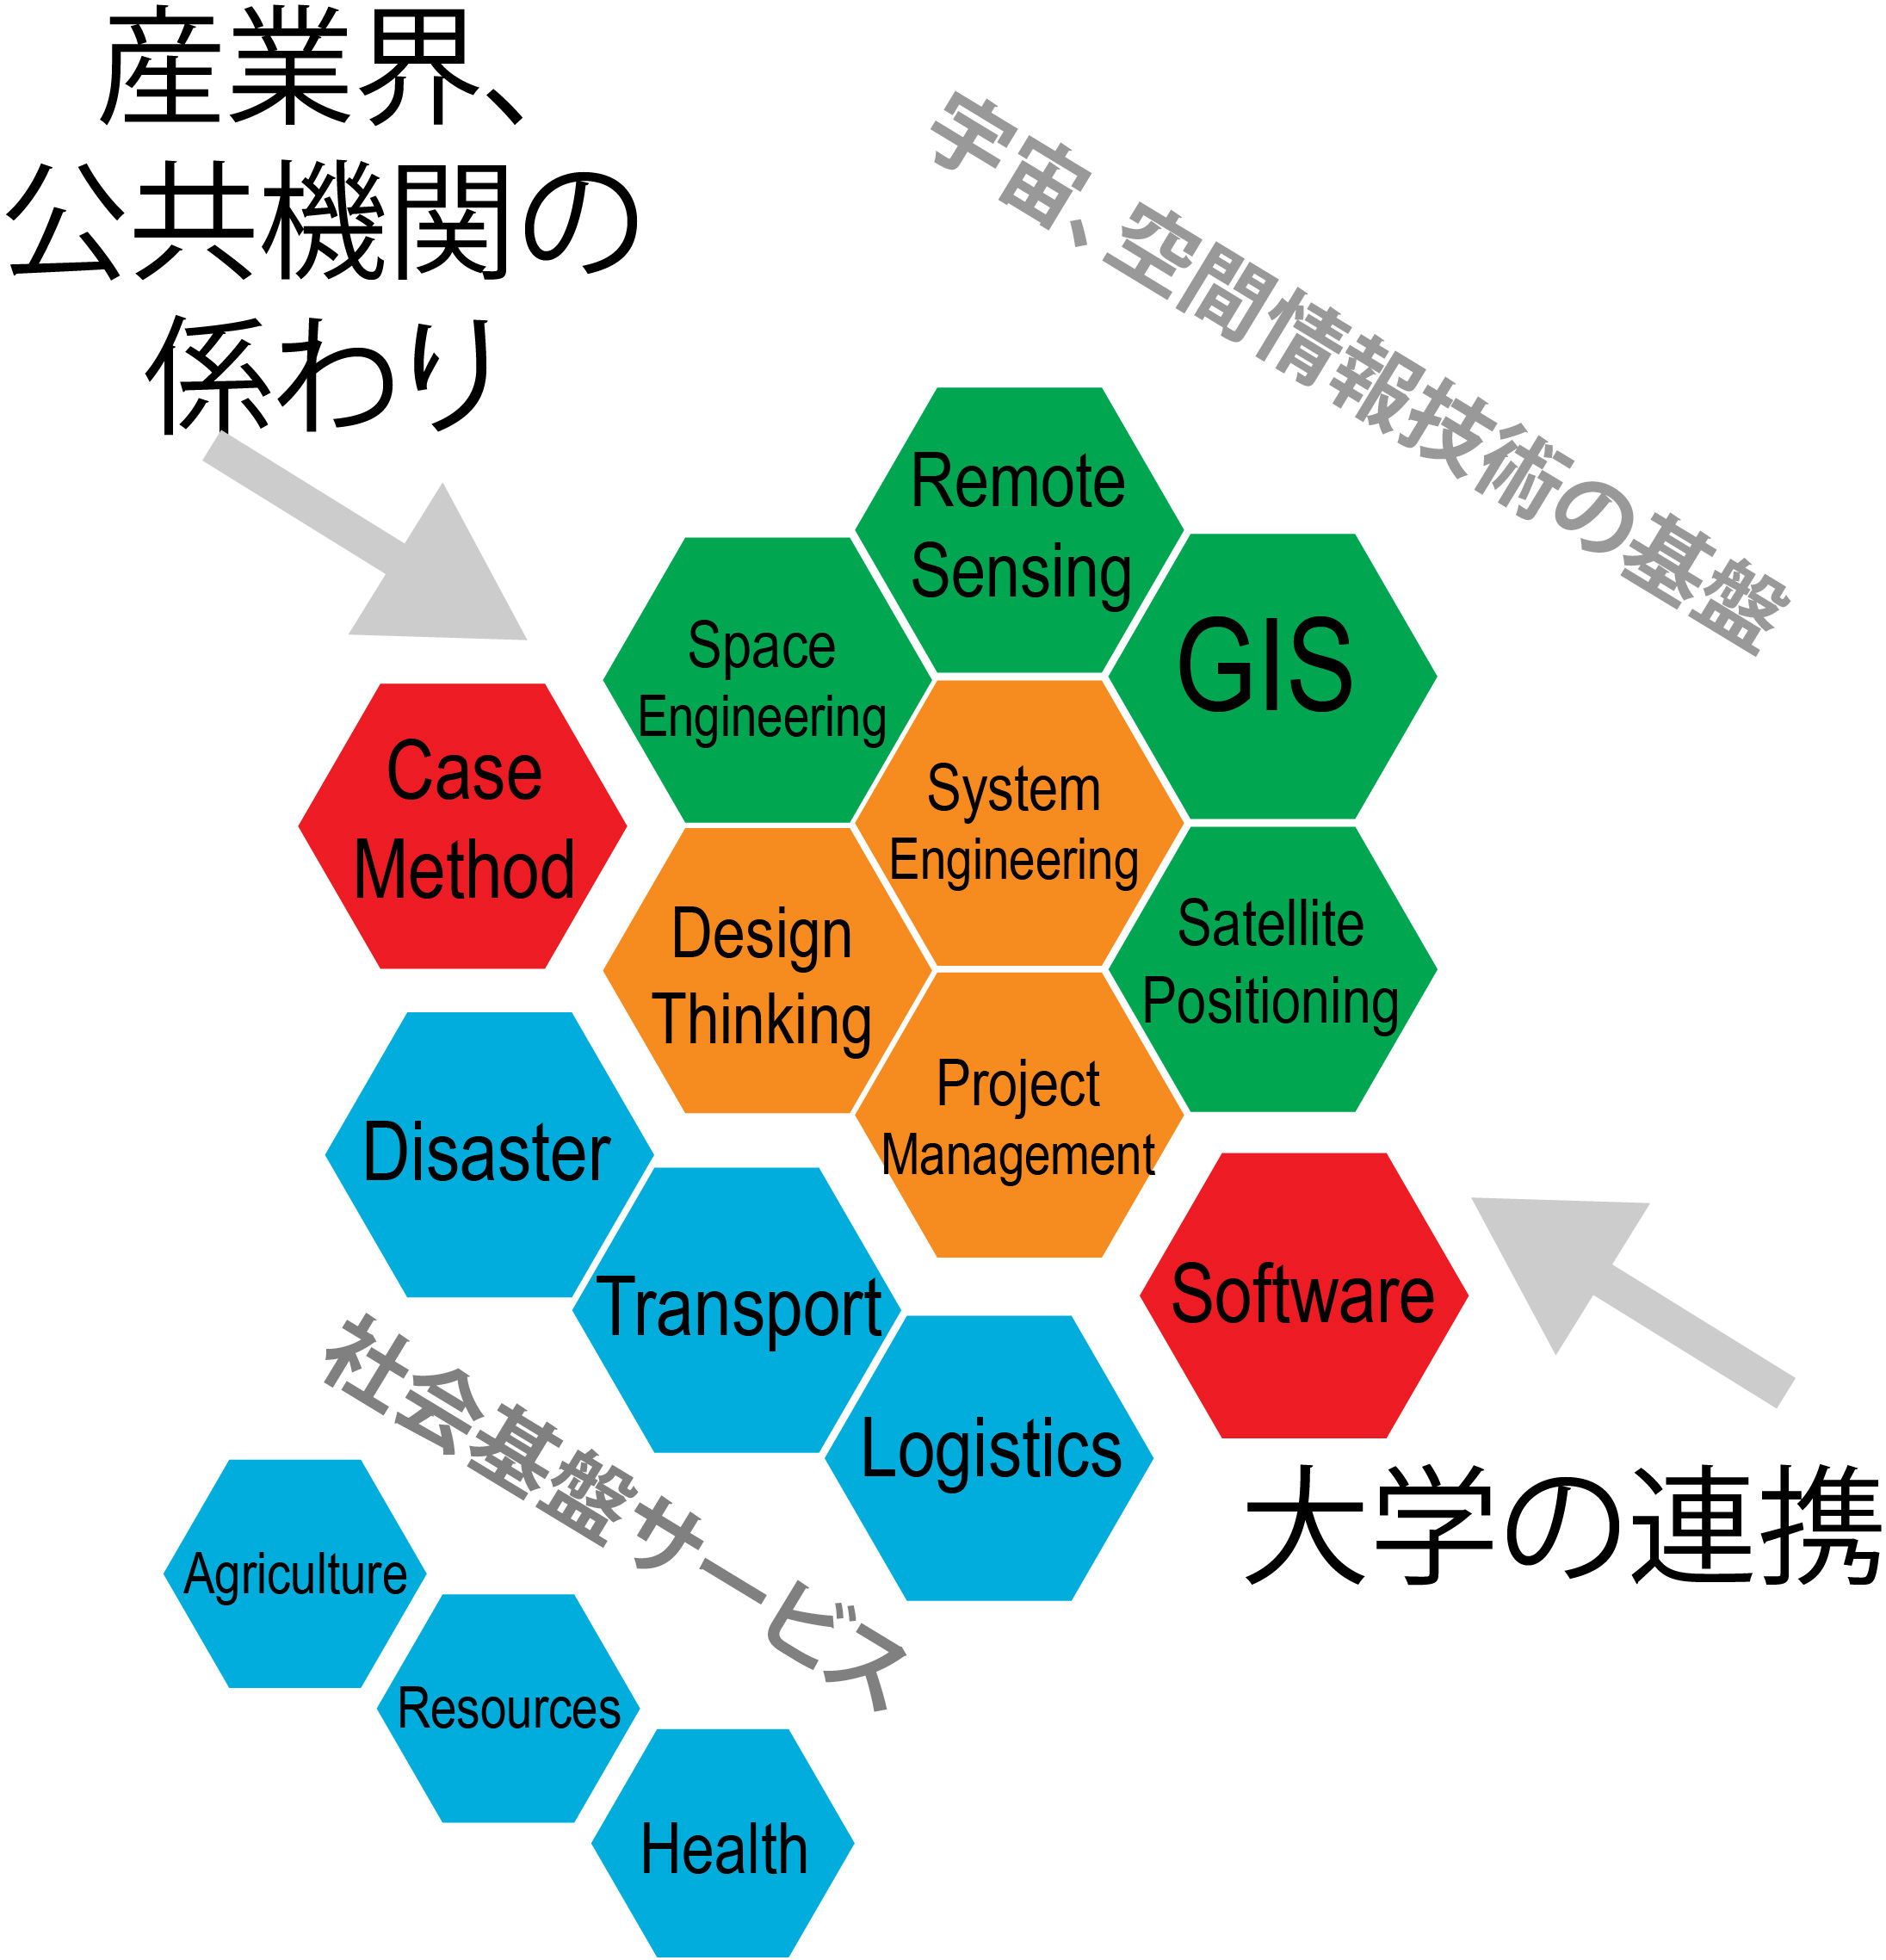 産業界、
公共機関の
係わり
宇宙、空間情報技術の基盤
Remote
Sensing
Space
Engineering
GIS
Case
Method
System
Engineering
Design
Thinking
Satellite
Positioning
Project
Management
Disaster
Transport
Software
Logistics
社会基盤サービス
大学の連携
Agriculture
Resources
Health